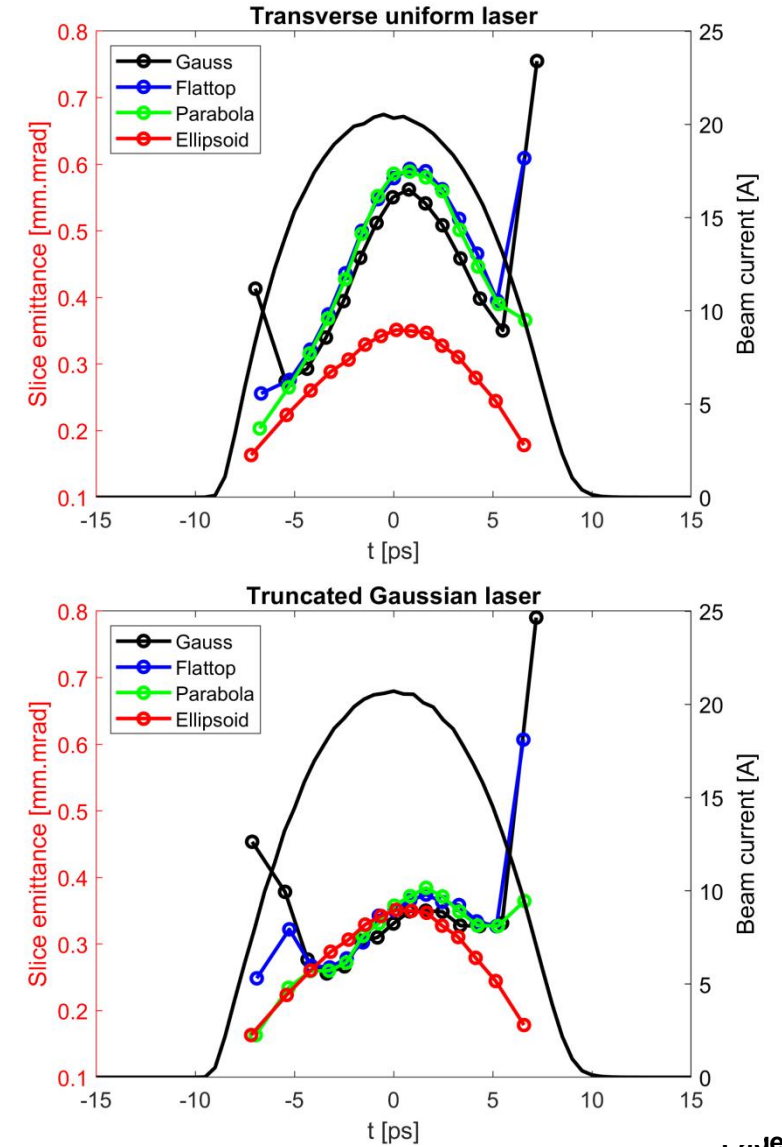 Transverse uniform laser
Gauss
Flattop
Parabola
Ellipsoid
0.8
0.7
0.6
0.5
0.4
0.3
0.2
0.1
Slice emittance [mm.mrad]
25
20
15
10
5
0
Beam current [A]
-15 -10 -5 0 5 10 15
t [ps]
Truncated Gaussian laser
Gauss
Flattop
Parabola
Ellipsoid
0.8
0.7
0.6
0.5
0.4
0.3
0.2
0.1
Slice emittance [mm.mrad]
25
20
15
10
5
0
Beam current [A]
-15 -10 -5 0 5 10 15
t [ps]